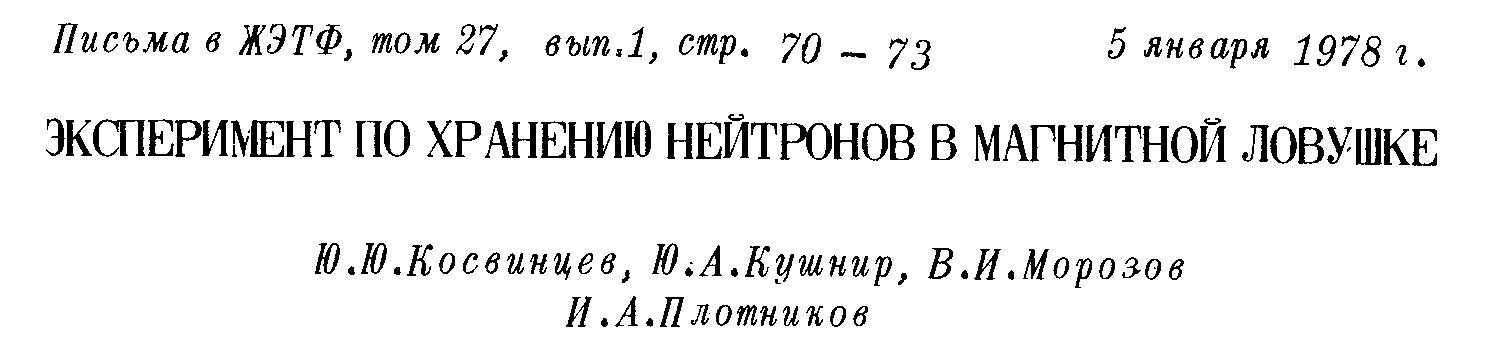 Письма в ЖЭТФ, том 27, вып.1, стр. 70 – 73 5 января 1978 г.
ЭКСПЕРИМЕНТ ПО ХРАНЕНИЮ НЕЙТРОНОВ В МАГНИТНОЙ ЛОВУШКЕ
Ю.Ю.Косвинцев, Ю.А.Кушнир, В.И.Морозов
И.А.Плотников